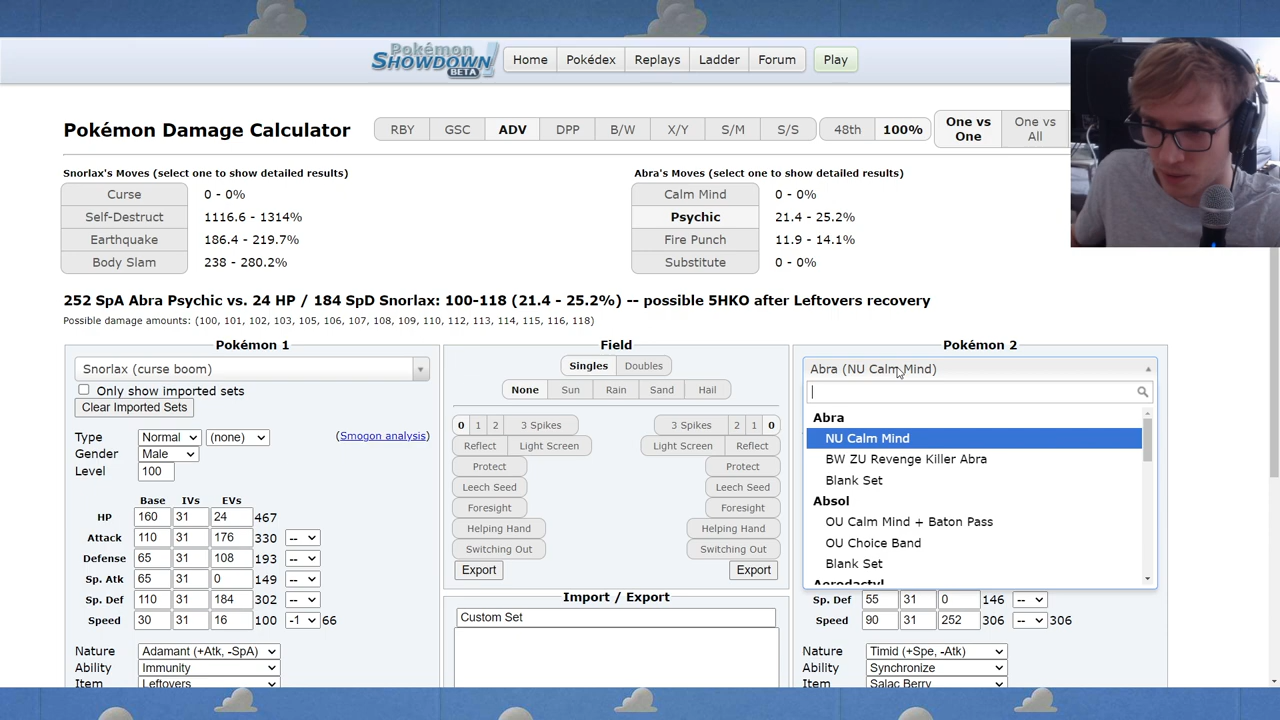 Pokémon
SHOWDOWN!
BETA
Home
Pokédex
Replays
Ladder
Forum
Play
Pokémon Damage Calculator
RBY
GSC
ADV
DPP
B/W
X/Y
S/M
S/S
48th
100%
One vs
One
One vs
All
Snorlax's Moves (select one to show detailed results)
Curse 0 - 0%
Self-Destruct 1116.6 - 1314%
Earthquake 186.4 - 219.7%
Body Slam 238 - 280.2%
Abra's Moves (select one to show detailed results)
Calm Mind 0 - 0%
Psychic 21.4 - 25.2%
Fire Punch 11.9 - 14.1%
Substitute 0 - 0%
252 SpA Abra Psychic vs. 24 HP / 184 SpD Snorlax: 100-118 (21.4 - 25.2%) -- possible 5HKO after Leftovers recovery
Possible damage amounts: (100, 101, 102, 103, 105, 106, 107, 108, 109, 110, 112, 113, 114, 115, 116, 118)
Pokémon 1
Snorlax (curse boom)
Only show imported sets
Clear Imported Sets
Type Normal (none) (Smogon analysis)
Gender Male
Level 100
Base IVs EVs
HP 160 31 24 467
Attack 110 31 176 330 --
Defense 65 31 108 193 --
Sp. Atk 65 31 0 149 --
Sp. Def 110 31 184 302 --
Speed 30 31 16 100 -1 66
Nature Adamant (+Atk, -SpA)
Ability Immunity
Item Leftovers
Field
Singles Doubles
None Sun Rain Sand Hail
0 1 2 3 Spikes 3 Spikes 2 1 0
Reflect Light Screen Light Screen Reflect
Protect Protect
Leech Seed Leech Seed
Foresight Foresight
Helping Hand Helping Hand
Switching Out Switching Out
Export Export
Import / Export
Custom Set
Pokémon 2
Abra (NU Calm Mind)
Abra
NU Calm Mind
BW ZU Revenge Killer Abra
Blank Set
Absol
OU Calm Mind + Baton Pass
OU Choice Band
Blank Set
Aerodactyl
Sp. Def 55 31 0 146 --
Speed 90 31 252 306 -- 306
Nature Timid (+Spe, -Atk)
Ability Synchronize
Item Salac Berry